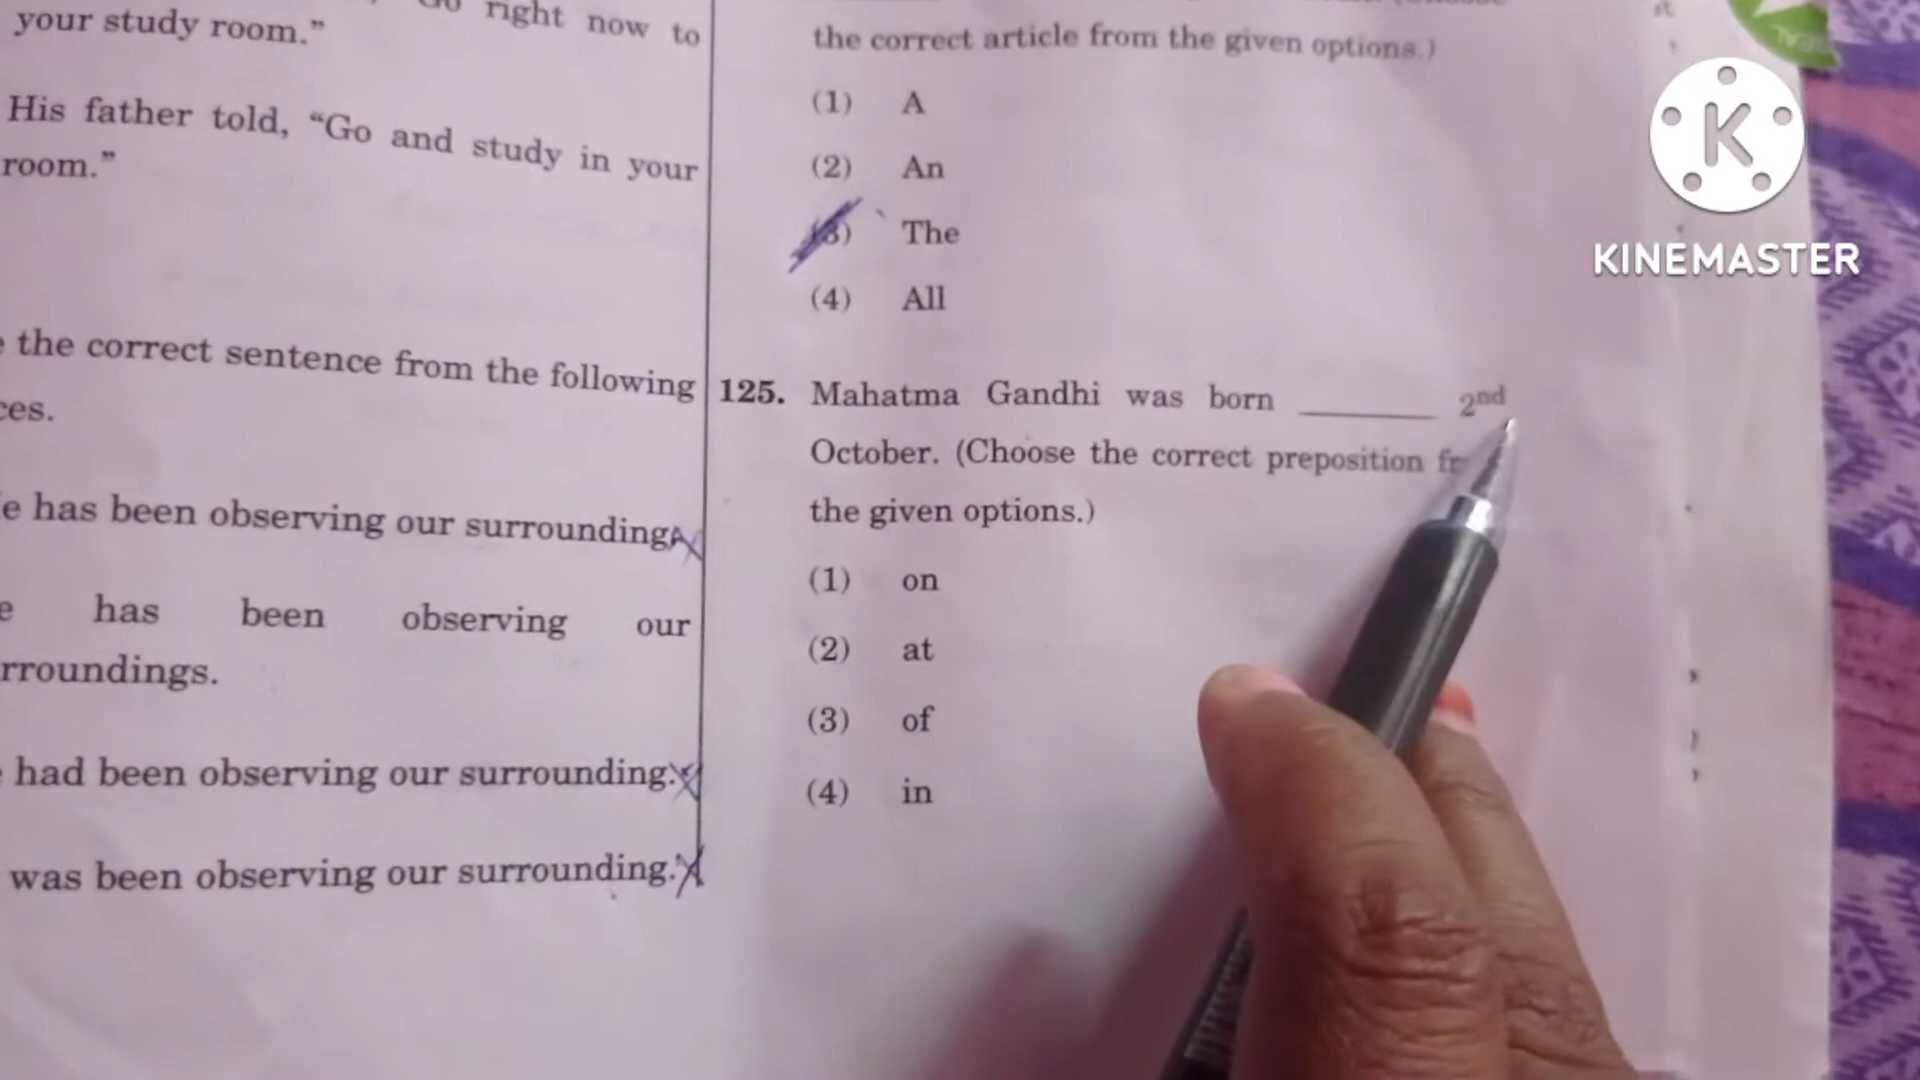 right now to
your study room.”
His father told, “Go and study in your
room.”
the correct sentence from the following
ces.
e has been observing our surrounding.
e has been observing our
rroundings.
had been observing our surrounding.
was been observing our surrounding.
the correct article from the given options.)
(1) A
(2) An
(3) The
(4) All
125. Mahatma Gandhi was born ______ 2nd
October. (Choose the correct preposition fr
the given options.)
(1) on
(2) at
(3) of
(4) in
K
KINEMASTER